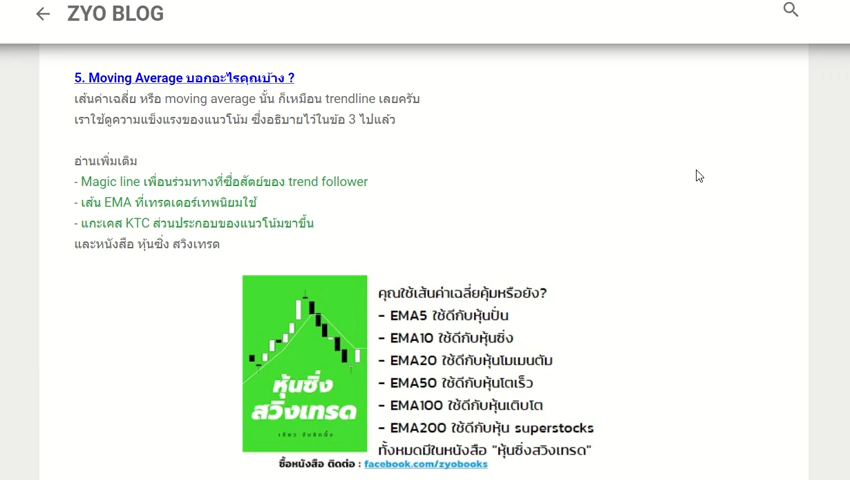 ZYO BLOG
5. Moving Average บอกอะไรคุณบ้าง ?
เส้นค่าเฉลี่ย หรือ moving average นั้น ก็เหมือน trendline เลยครับ
เราใช้ดูความแข็งแรงของแนวโน้ม ซึ่งอธิบายไว้ในข้อ 3 ไปแล้ว
อ่านเพิ่มเติม
- Magic line เพื่อนร่วมทางที่ซื่อสัตย์ของ trend follower
- เส้น EMA ที่เทรดเดอร์เทพนิยมใช้
- แกะเคส KTC ส่วนประกอบของแนวโน้มขาขึ้น
และหนังสือ หุ้นซิ่ง สวิงเทรด
หุ้นซิ่ง
สวิงเทรด
คุณใช้เส้นค่าเฉลี่ยคุ้มหรือยัง?
- EMA5 ใช้ดีกับหุ้นปั่น
- EMA10 ใช้ดีกับหุ้นซิ่ง
- EMA20 ใช้ดีกับหุ้นโมเมนตัม
- EMA50 ใช้ดีกับหุ้นโตเร็ว
- EMA100 ใช้ดีกับหุ้นเติบโต
- EMA200 ใช้ดีกับหุ้น superstocks
ทั้งหมดมีในหนังสือ "หุ้นซิ่งสวิงเทรด"
ซื้อหนังสือ ติดต่อ : facebook.com/zyobooks